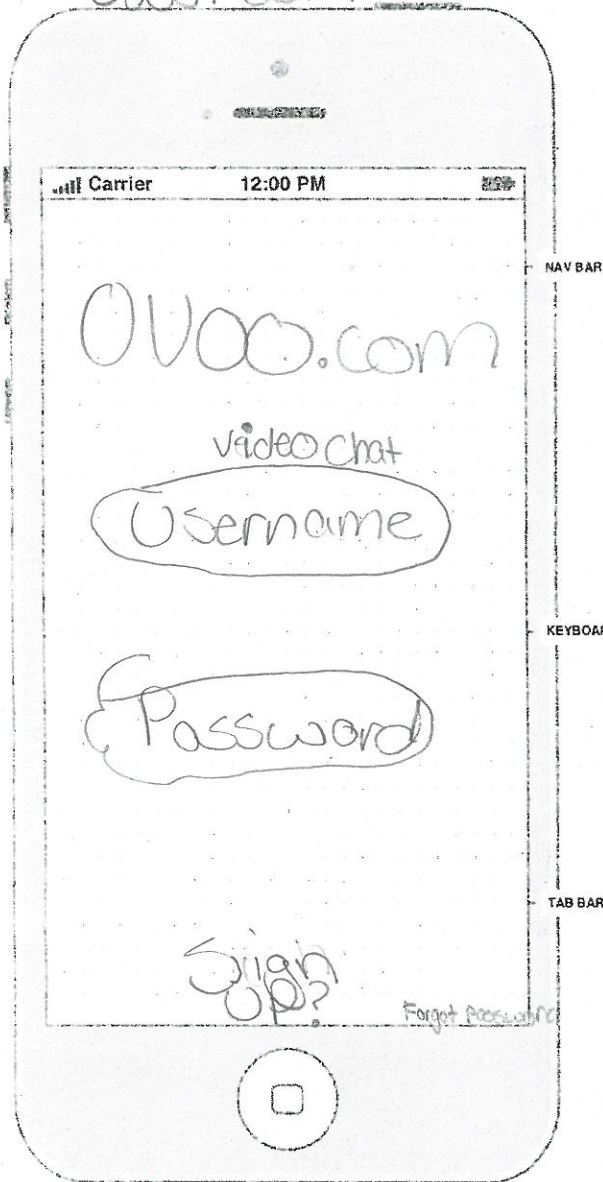 Carrier 12:00 PM
NAV BAR
OVOO.com
video chat
Username
KEYBOAR
Password
TAB BAR
Sign
UP?
Forgot Password